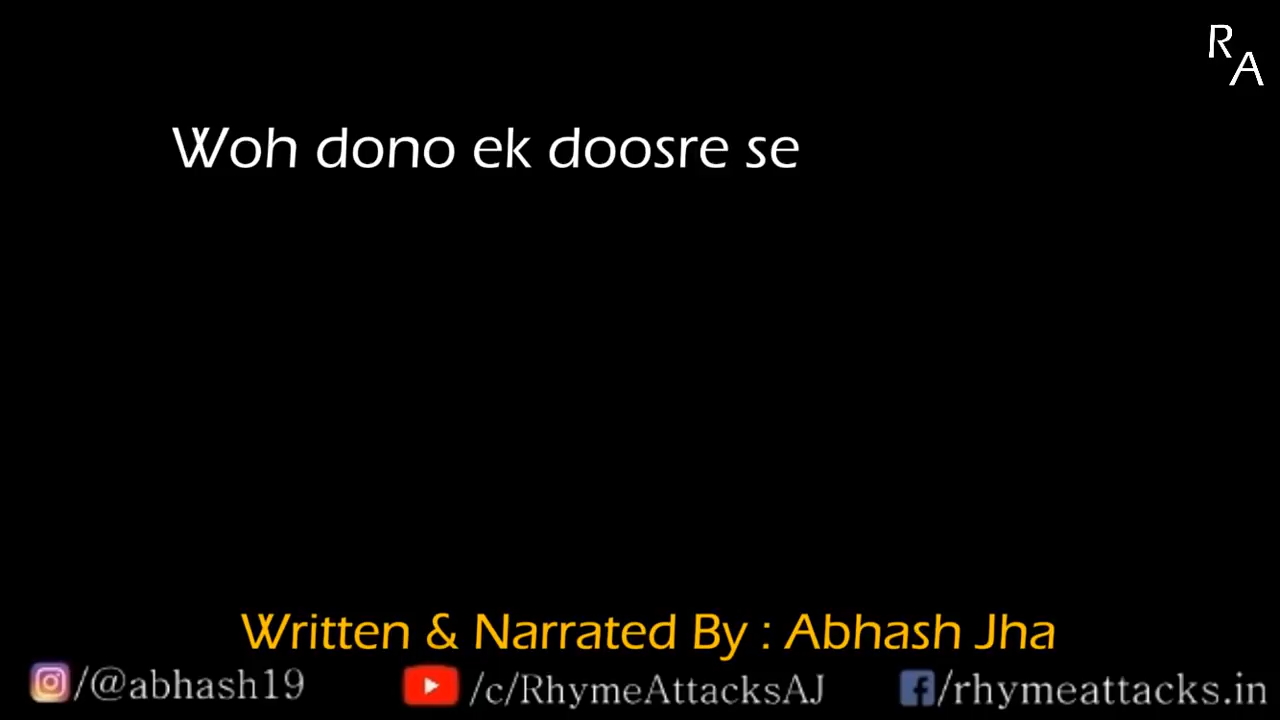 R
A
Woh dono ek doosre se
Written & Narrated By : Abhash Jha
/@abhash19 /c/RhymeAttacksAJ /rhymeattacks.in